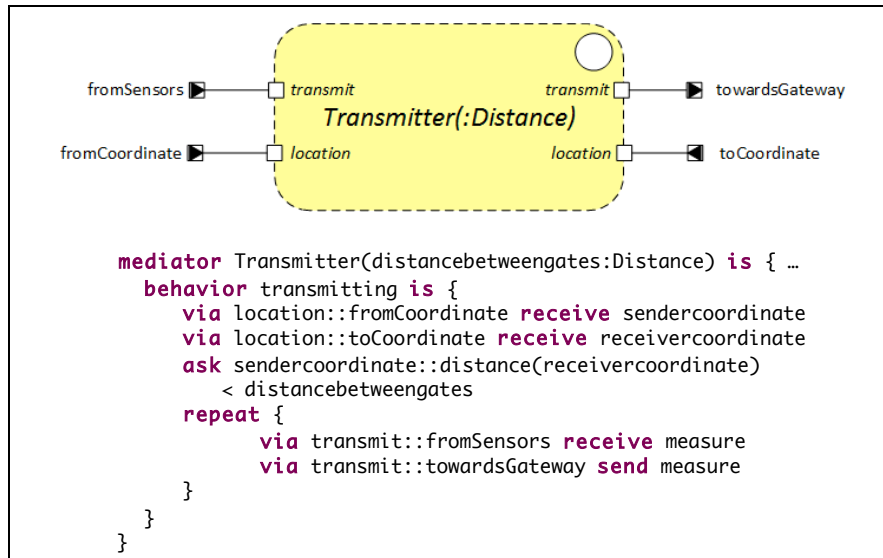 fromSensors transmit transmit towardsGateway
Transmitter(:Distance)
fromCoordinate location location toCoordinate
mediator Transmitter(distancebetweengates:Distance) is { …
behavior transmitting is {
via location::fromCoordinate receive sendercoordinate
via location::toCoordinate receive receivercoordinate
ask sendercoordinate::distance(receivercoordinate)
< distancebetweengates
repeat {
via transmit::fromSensors receive measure
via transmit::towardsGateway send measure
}
}
}